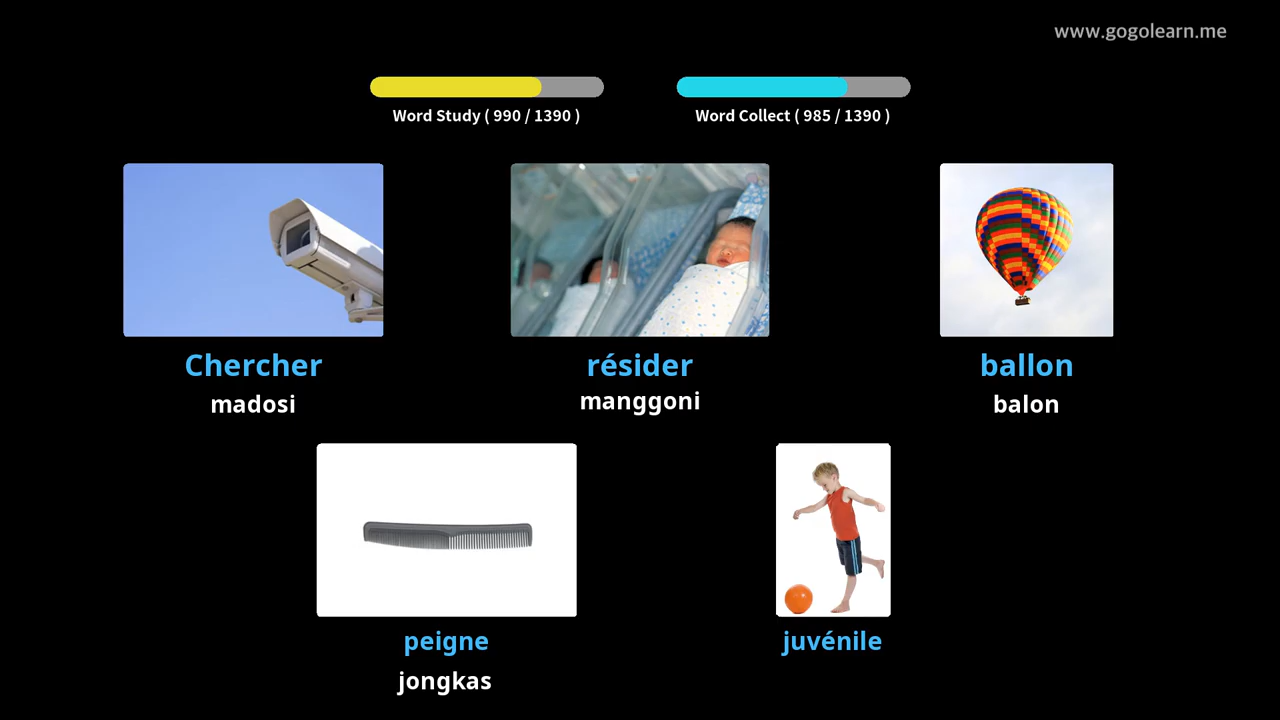 www.gogolearn.me
Word Study ( 990 / 1390 )
Word Collect ( 985 / 1390 )
Chercher
madosi
résider
manggoni
ballon
balon
peigne
jongkas
juvénile